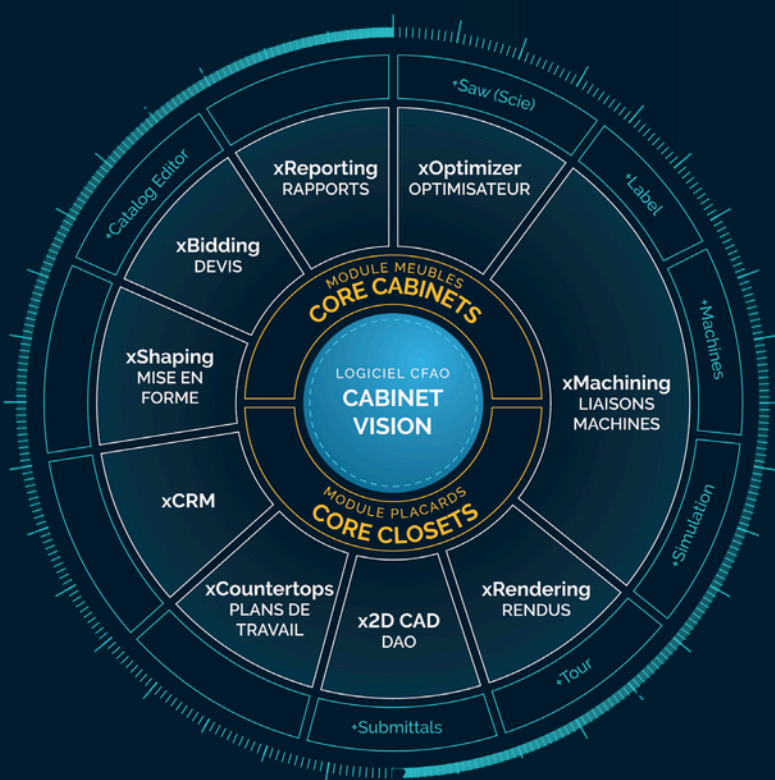 LOGICIEL CFAO
CABINET
VISION
MODULE MEUBLES
CORE CABINETS
MODULE PLACARDS
CORE CLOSETS
xOptimizer
OPTIMISATEUR
xMachining
LIAISONS
MACHINES
xRendering
RENDUS
x2D CAD
DAO
xCountertops
PLANS DE
TRAVAIL
xCRM
xShaping
MISE EN
FORME
xBidding
DEVIS
xReporting
RAPPORTS
+Saw (Scie)
+Label
+Machines
+Simulation
+Tour
+Submittals
+Catalog Editor